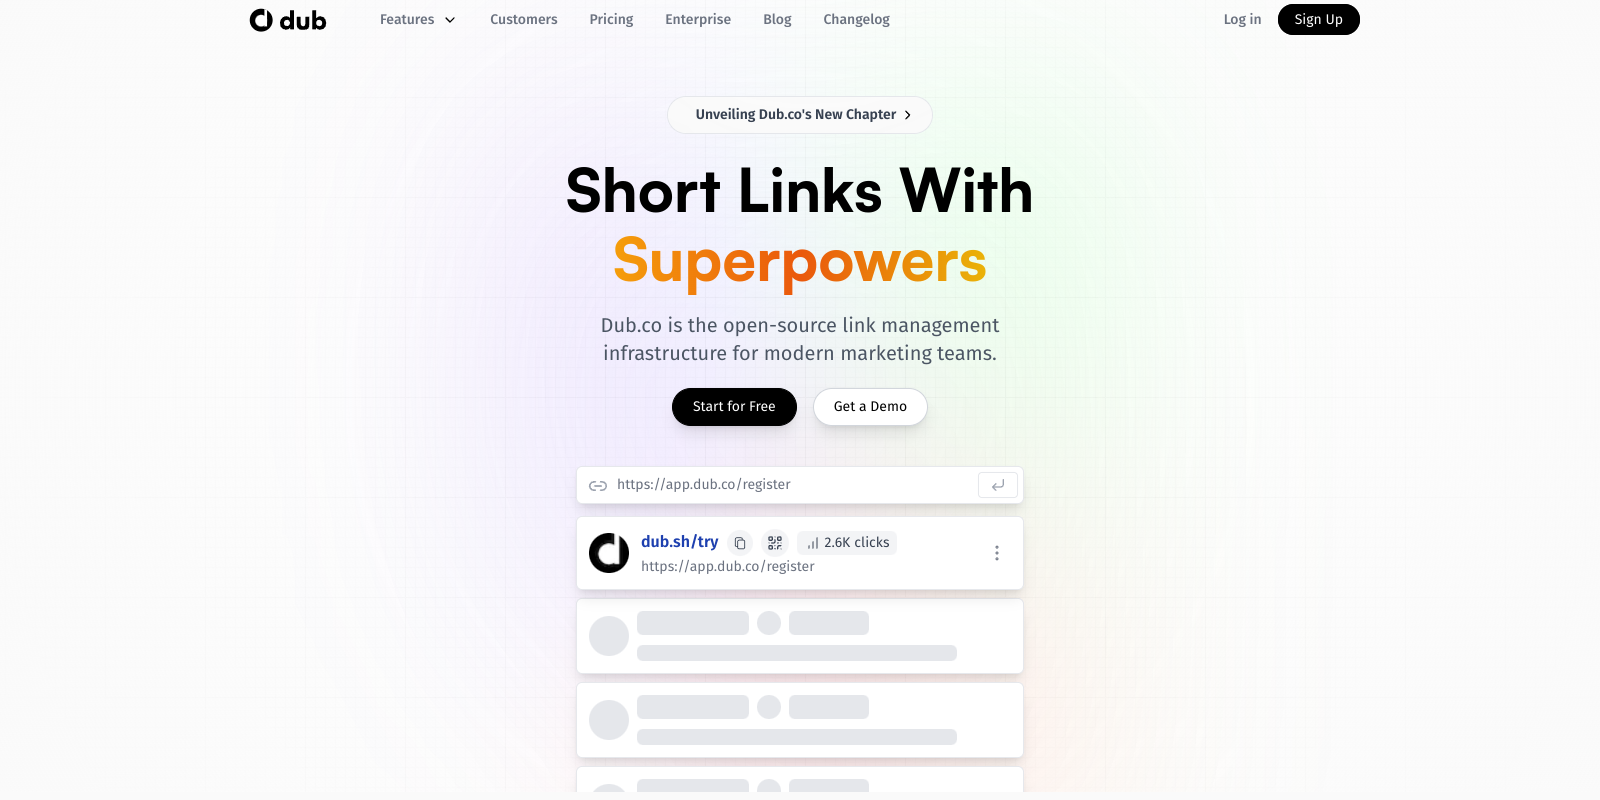 dub
Features
Customers
Pricing
Enterprise
Blog
Changelog
Log in
Sign Up
Unveiling Dub.co's New Chapter
Short Links With
Superpowers
Dub.co is the open-source link management
infrastructure for modern marketing teams.
Start for Free
Get a Demo
https://app.dub.co/register
dub.sh/try
2.6K clicks
https://app.dub.co/register